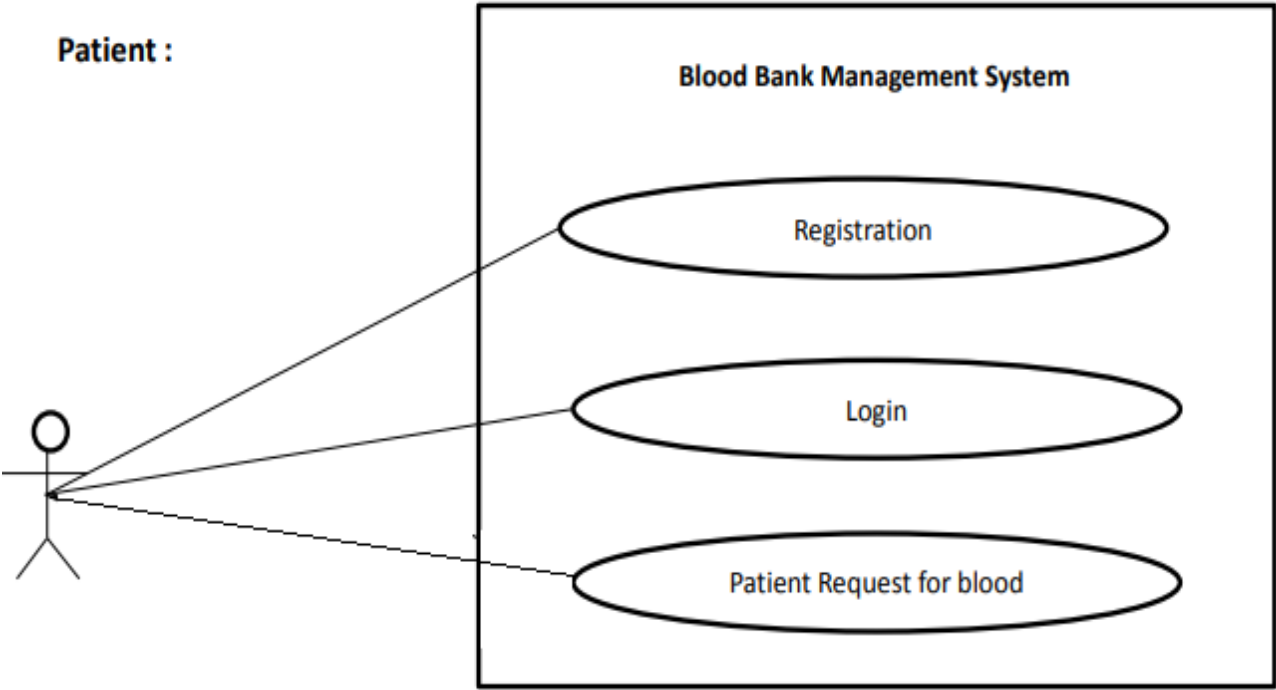 Patient :
Blood Bank Management System
Registration
Login
Patient Request for blood